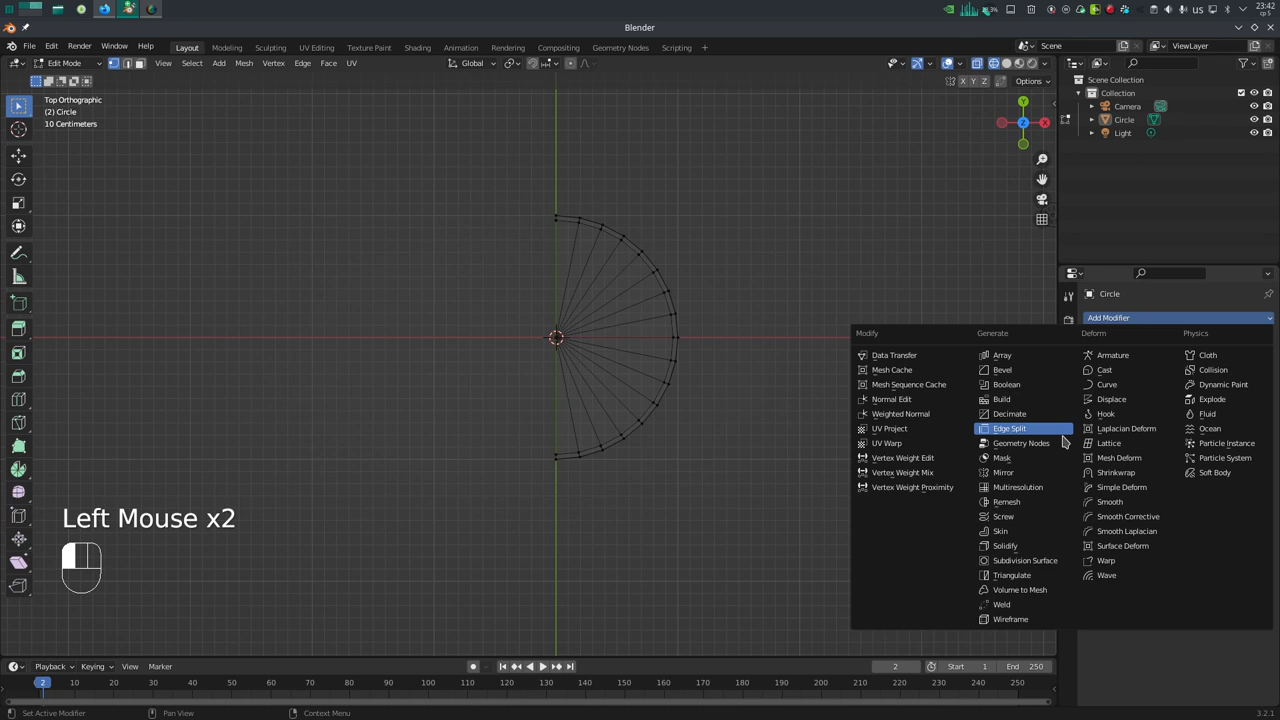 23:42
cp 5
us
Blender
File Edit Render Window Help
Layout Modeling Sculpting UV Editing Texture Paint Shading Animation Rendering Compositing Geometry Nodes Scripting +
Scene
ViewLayer
Edit Mode
View Select Add Mesh Vertex Edge Face UV
Global
X Y Z Options
Top Orthographic
(2) Circle
10 Centimeters
Y
Z
X
Scene Collection
Collection
Camera
Circle
Light
Circle
Add Modifier
Modify
Data Transfer
Mesh Cache
Mesh Sequence Cache
Normal Edit
Weighted Normal
UV Project
UV Warp
Vertex Weight Edit
Vertex Weight Mix
Vertex Weight Proximity
Generate
Array
Bevel
Boolean
Build
Decimate
Edge Split
Geometry Nodes
Mask
Mirror
Multiresolution
Remesh
Screw
Skin
Solidify
Subdivision Surface
Triangulate
Volume to Mesh
Weld
Wireframe
Deform
Armature
Cast
Curve
Displace
Hook
Laplacian Deform
Lattice
Mesh Deform
Shrinkwrap
Simple Deform
Smooth
Smooth Corrective
Smooth Laplacian
Surface Deform
Warp
Wave
Physics
Cloth
Collision
Dynamic Paint
Explode
Fluid
Ocean
Particle Instance
Particle System
Soft Body
Left Mouse x2
Playback Keying View Marker
2
Start 1
End 250
2 10 20 30 40 50 60 70 80 90 100 110 120 130 140 150 160 170 180 190 200 210 220 230 240 250
Set Active Modifier
Pan View
Context Menu
3.2.1